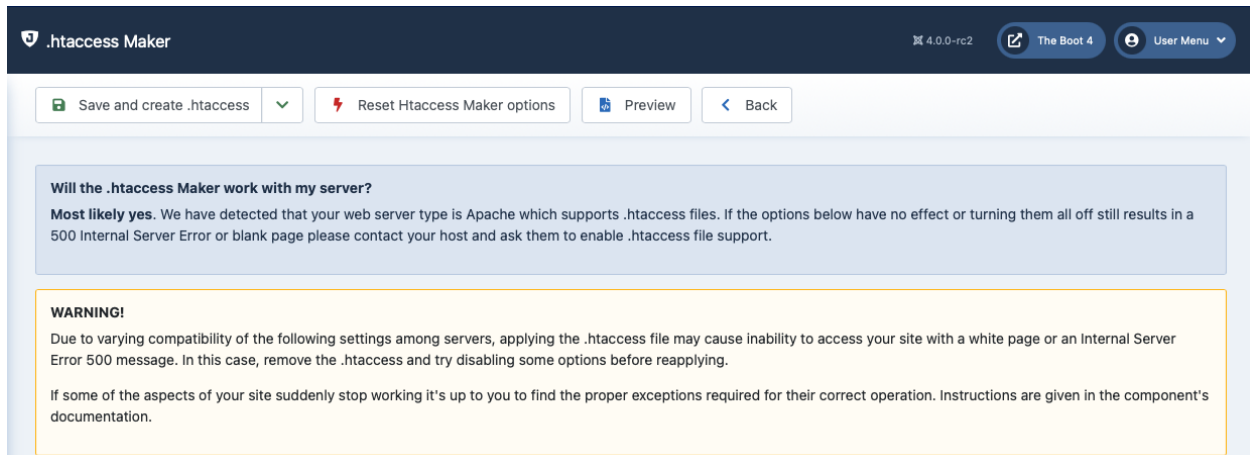 .htaccess Maker
4.0.0-rc2
The Boot 4
User Menu
Save and create .htaccess
Reset Htaccess Maker options
Preview
Back
Will the .htaccess Maker work with my server?
Most likely yes. We have detected that your web server type is Apache which supports .htaccess files. If the options below have no effect or turning them all off still results in a
500 Internal Server Error or blank page please contact your host and ask them to enable .htaccess file support.
WARNING!
Due to varying compatibility of the following settings among servers, applying the .htaccess file may cause inability to access your site with a white page or an Internal Server
Error 500 message. In this case, remove the .htaccess and try disabling some options before reapplying.
If some of the aspects of your site suddenly stop working it's up to you to find the proper exceptions required for their correct operation. Instructions are given in the component's
documentation.